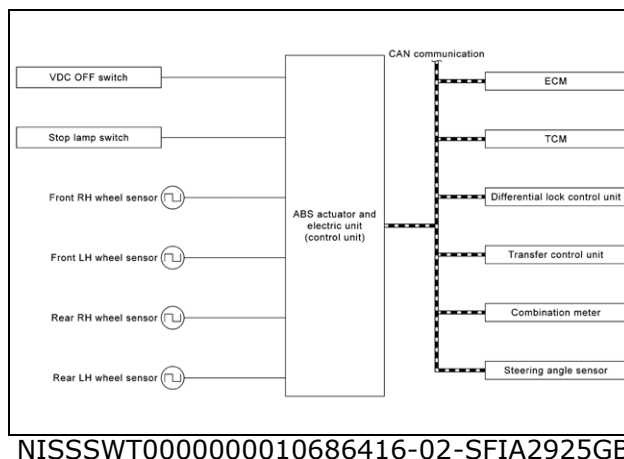 CAN communication
VDC OFF switch
ECM
Stop lamp switch
TCM
Front RH wheel sensor
Differential lock control unit
ABS actuator and
electric unit
(control unit)
Front LH wheel sensor
Transfer control unit
Rear RH wheel sensor
Combination meter
Rear LH wheel sensor
Steering angle sensor
NISSSWT0000000010686416-02-SFIA2925GB